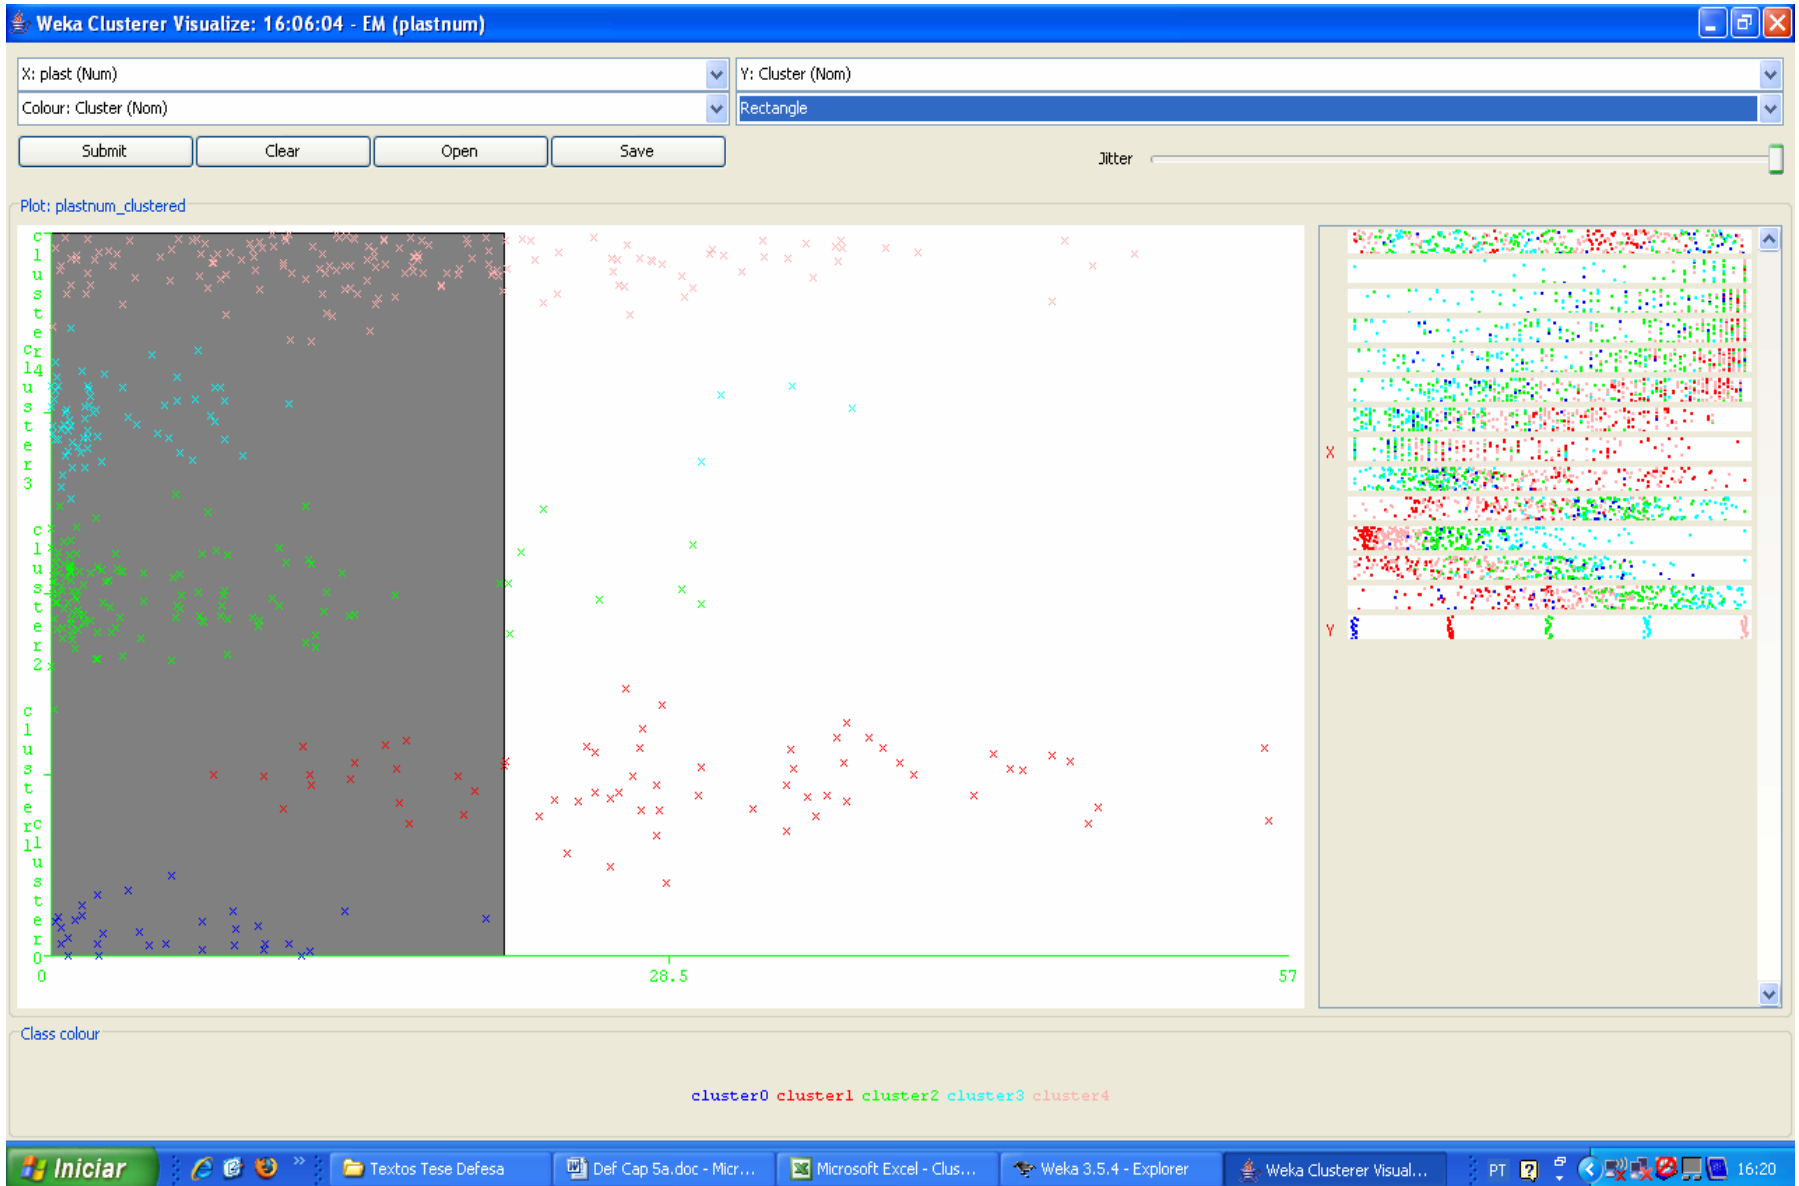 Weka Clusterer Visualize: 16:06:04 - EM (plastnum)
X: plast (Num)
Y: Cluster (Nom)
Colour: Cluster (Nom)
Rectangle
Submit
Clear
Open
Save
Jitter
Plot: plastnum_clustered
cluster4
cluster3
cluster2
cluster1
cluster0
X
Y
0
28.5
57
Class colour
cluster0 cluster1 cluster2 cluster3 cluster4
Iniciar
»
Textos Tese Defesa
Def Cap 5a.doc - Micr...
Microsoft Excel - Clus...
Weka 3.5.4 - Explorer
Weka Clusterer Visual...
PT
16:20